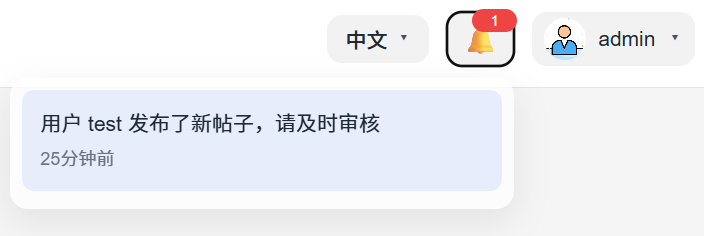 中文 ▼
1
admin ▼
用户 test 发布了新帖子，请及时审核
25分钟前